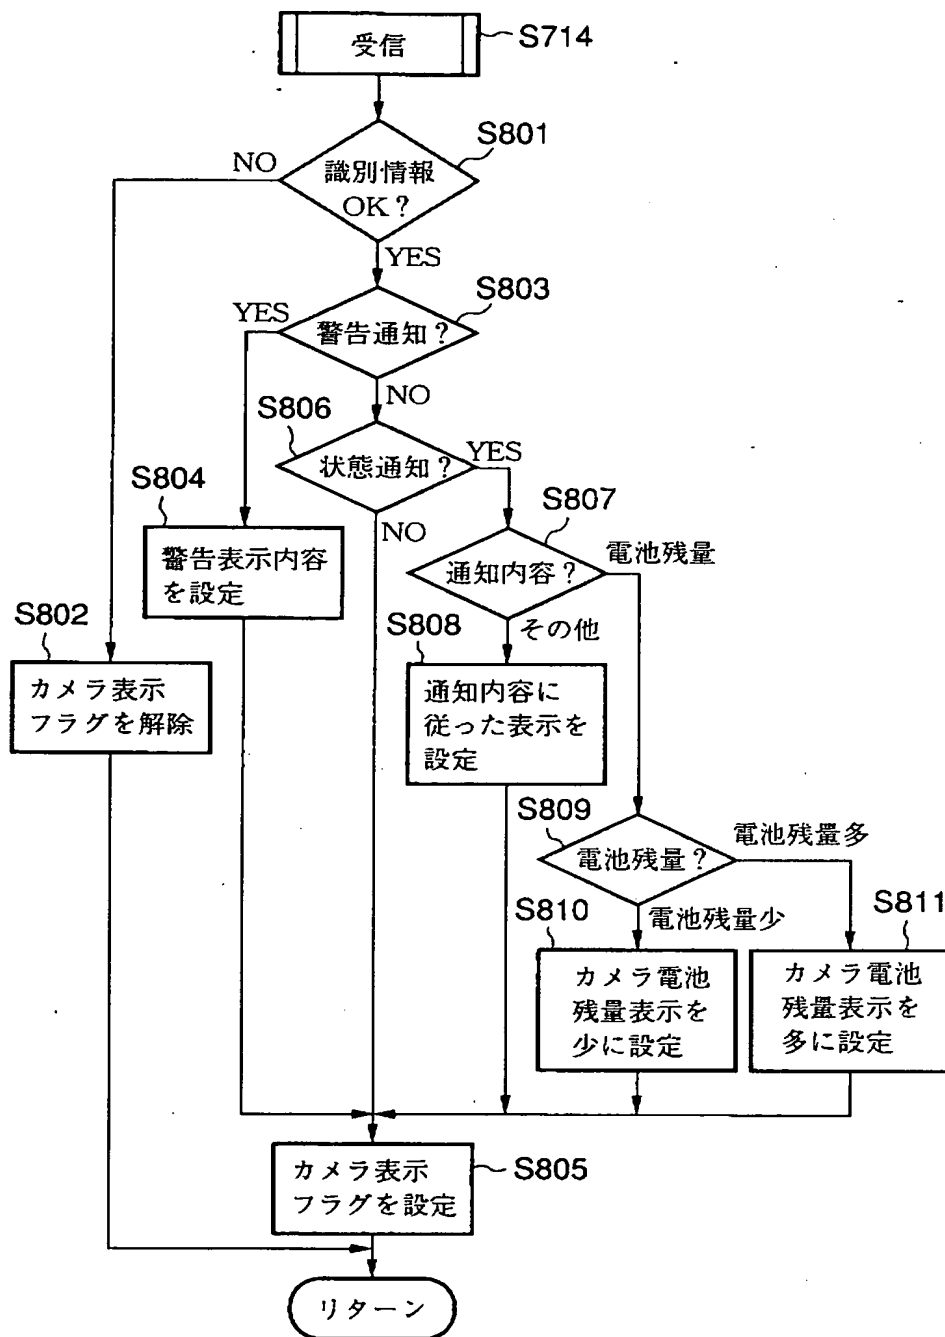 受信
S714
S801
識別情報
OK?
NO
YES
S803
警告通知?
YES
NO
S806
状態通知?
YES
NO
S804
警告表示内容
を設定
S807
通知内容?
電池残量
その他
S802
カメラ表示
フラグを解除
S808
通知内容に
従った表示を
設定
S809
電池残量?
電池残量多
電池残量少
S810
カメラ電池
残量表示を
少に設定
S811
カメラ電池
残量表示を
多に設定
カメラ表示
フラグを設定
S805
リターン